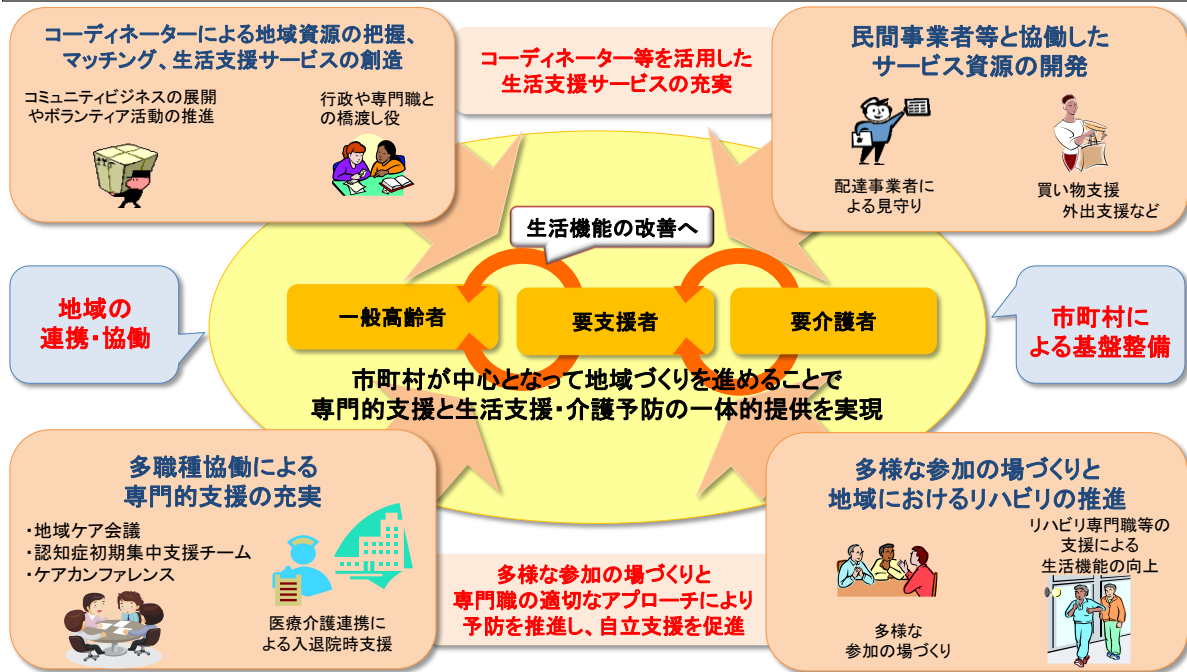 コーディネーターによる地域資源の把握、
マッチング、生活支援サービスの創造
コミュニティビジネスの展開
やボランティア活動の推進
行政や専門職と
の橋渡し役
コーディネーター等を活用した
生活支援サービスの充実
民間事業者等と協働した
サービス資源の開発
配達事業者に
よる見守り
買い物支援
外出支援など
生活機能の改善へ
地域の
連携・協働
一般高齢者
要支援者
要介護者
市町村に
よる基盤整備
市町村が中心となって地域づくりを進めることで
専門的支援と生活支援・介護予防の一体的提供を実現
多職種協働による
専門的支援の充実
・地域ケア会議
・認知症初期集中支援チーム
・ケアカンファレンス
医療介護連携に
よる入退院時支援
多様な参加の場づくりと
専門職の適切なアプローチにより
予防を推進し、自立支援を促進
多様な参加の場づくりと
地域におけるリハビリの推進
リハビリ専門職等の
支援による
生活機能の向上
多様な
参加の場づくり